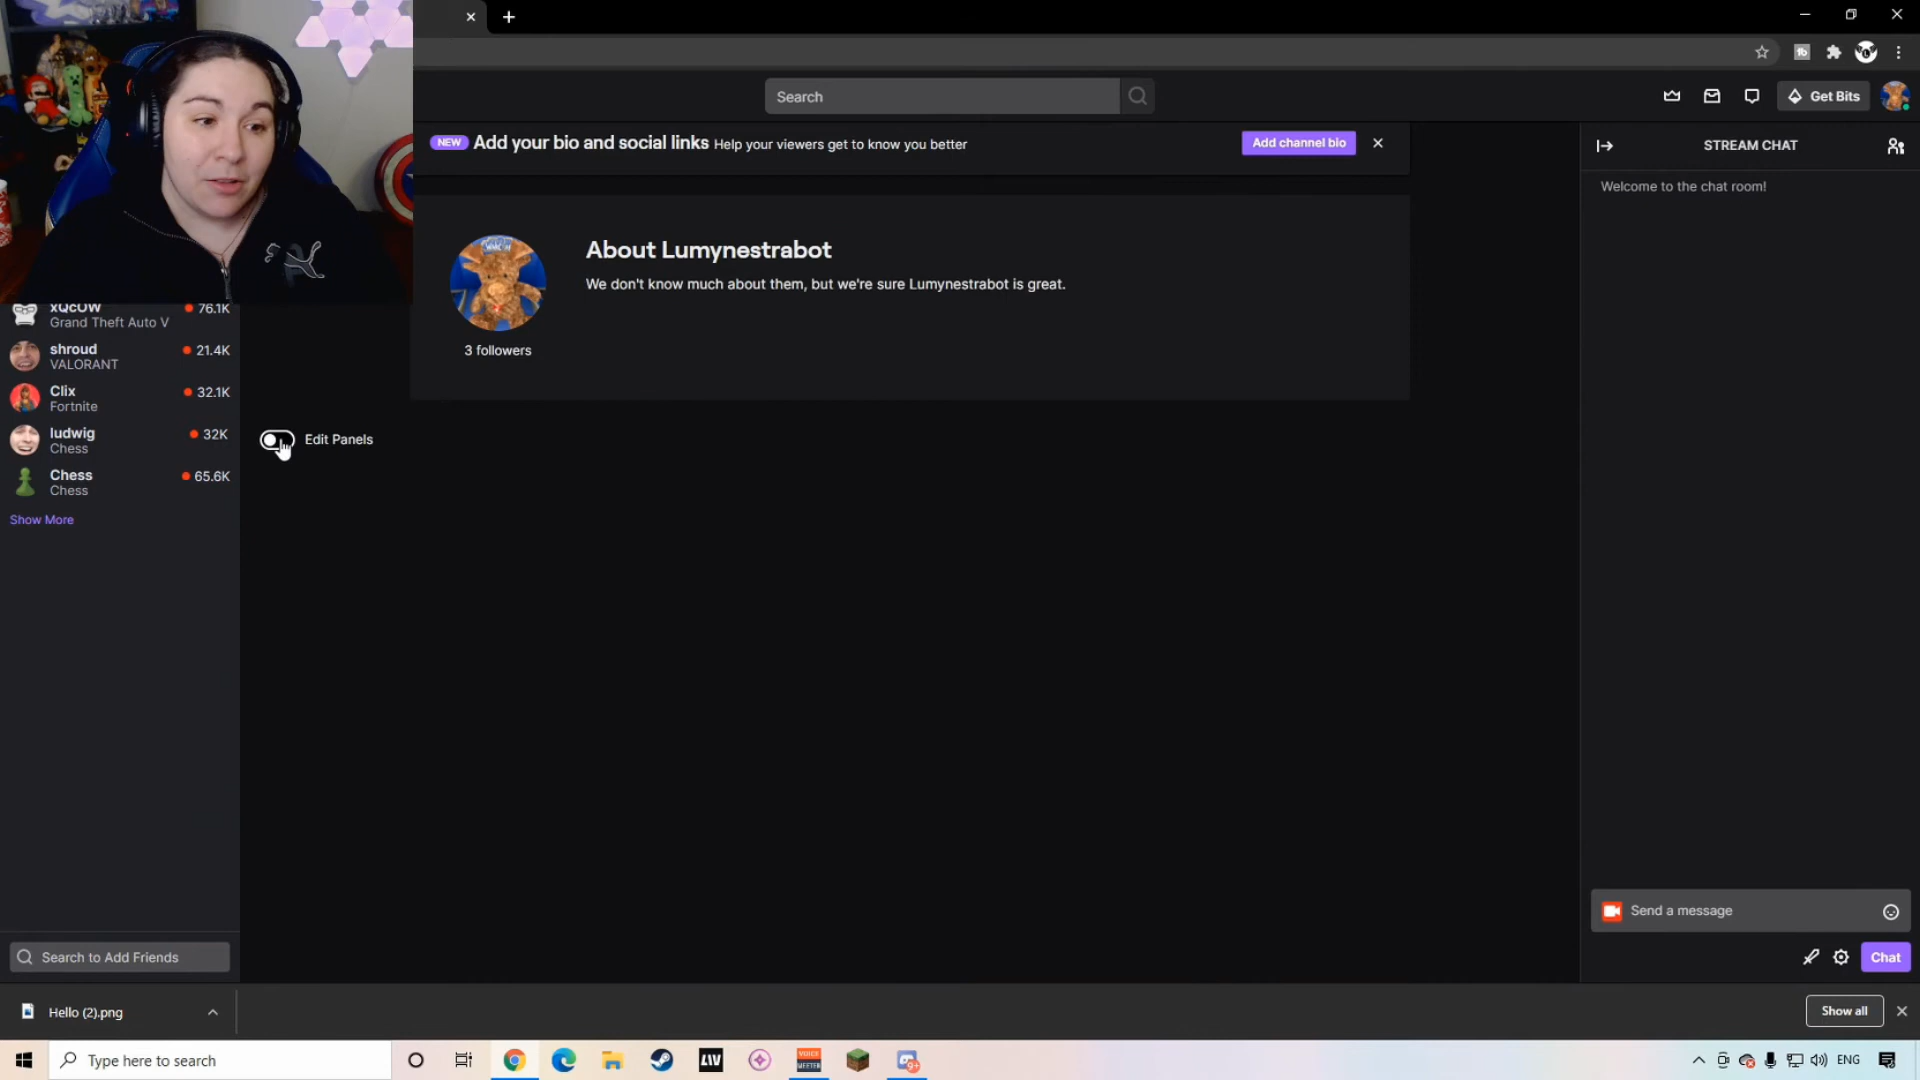 Search
Get Bits
NEW Add your bio and social links Help your viewers get to know you better
Add channel bio
STREAM CHAT
Welcome to the chat room!
About Lumynestrabot
We don't know much about them, but we're sure Lumynestrabot is great.
3 followers
xQcOW 76.1K
Grand Theft Auto V
shroud 21.4K
VALORANT
Clix 32.1K
Fortnite
ludwig 32K
Chess
Chess 65.6K
Chess
Show More
Edit Panels
Send a message
Chat
Search to Add Friends
Hello (2).png
Show all
Type here to search
LIV
VOICE
MEETER
9+
ENG